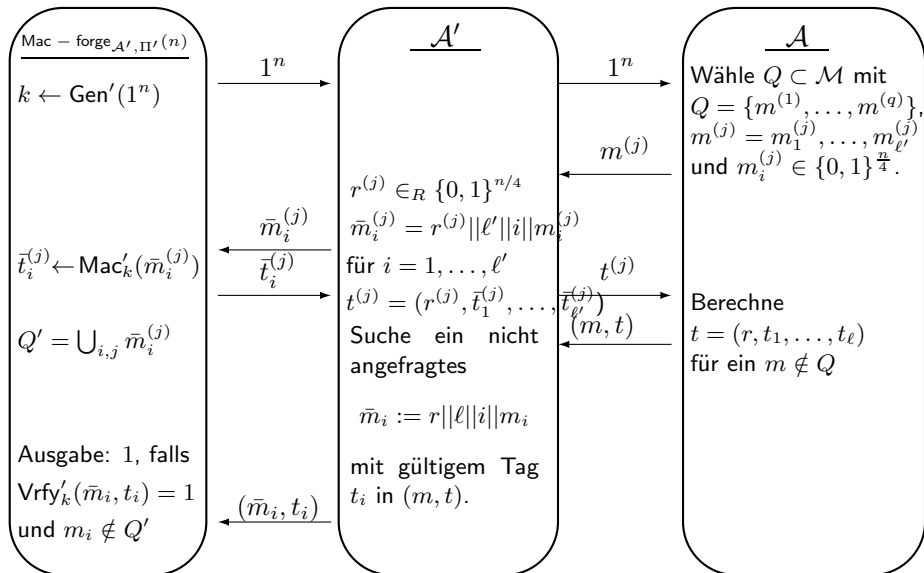 Mac − forge_{𝒜′,Π′}(n)
k ← Gen′(1^n)
t̄_i^{(j)} ← Mac′_k(m̄_i^{(j)})
Q′ = ⋃_{i,j} m̄_i^{(j)}
Ausgabe: 1, falls
Vrfy′_k(m̄_i, t_i) = 1
und m_i ∉ Q′
1^n
m̄_i^{(j)}
t̄_i^{(j)}
(m̄_i, t_i)
𝒜′
r^{(j)} ∈_R {0, 1}^{n/4}
m̄_i^{(j)} = r^{(j)}||ℓ′||i||m_i^{(j)}
für i = 1, . . . , ℓ′
t^{(j)} = (r^{(j)}, t̄_1^{(j)}, . . . , t̄_{ℓ′}^{(j)})
Suche ein nicht
angefragtes
m̄_i := r||ℓ||i||m_i
mit gültigem Tag
t_i in (m, t).
1^n
m^{(j)}
t^{(j)}
(m, t)
𝒜
Wähle Q ⊂ ℳ mit
Q = {m^{(1)}, . . . , m^{(q)}},
m^{(j)} = m_1^{(j)}, . . . , m_{ℓ′}^{(j)}
und m_i^{(j)} ∈ {0, 1}^{n/4}.
Berechne
t = (r, t_1, . . . , t_ℓ)
für ein m ∉ Q